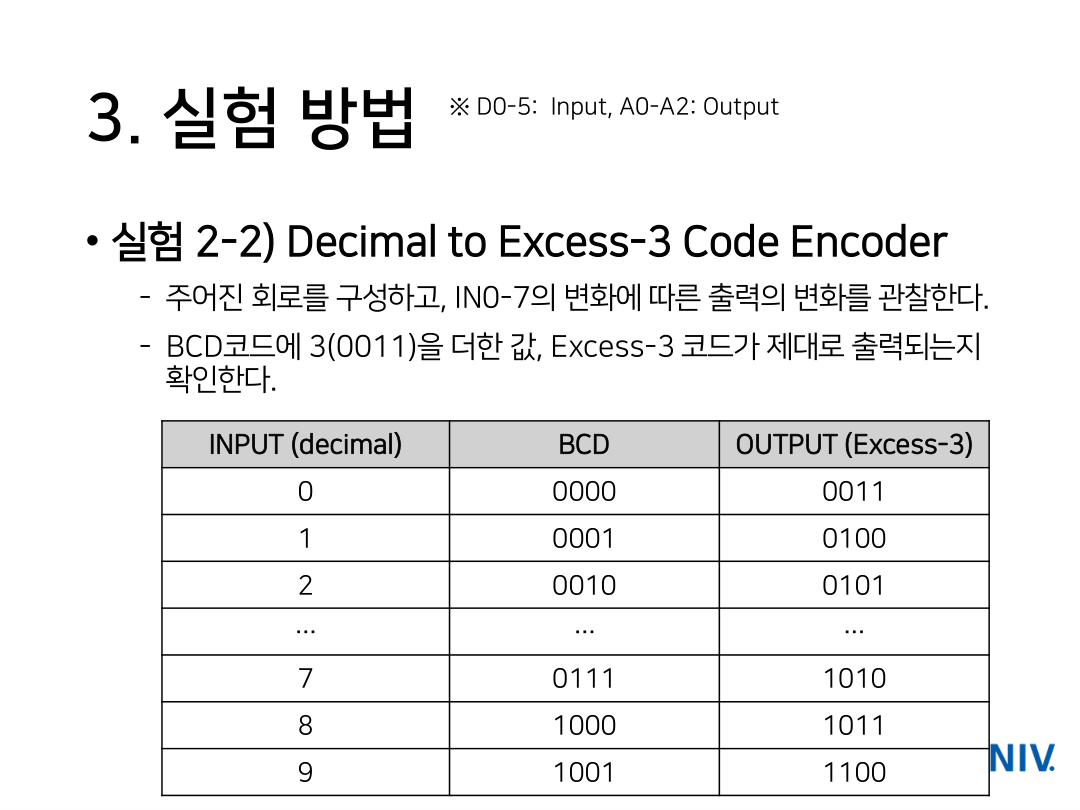 3. 실험 방법 ※ D0-5: Input, A0-A2: Output
• 실험 2-2) Decimal to Excess-3 Code Encoder
- 주어진 회로를 구성하고, IN0-7의 변화에 따른 출력의 변화를 관찰한다.
- BCD코드에 3(0011)을 더한 값, Excess-3 코드가 제대로 출력되는지
확인한다.
INPUT (decimal) BCD OUTPUT (Excess-3)
0 0000 0011
1 0001 0100
2 0010 0101
... ... ...
7 0111 1010
8 1000 1011
9 1001 1100
NIV.